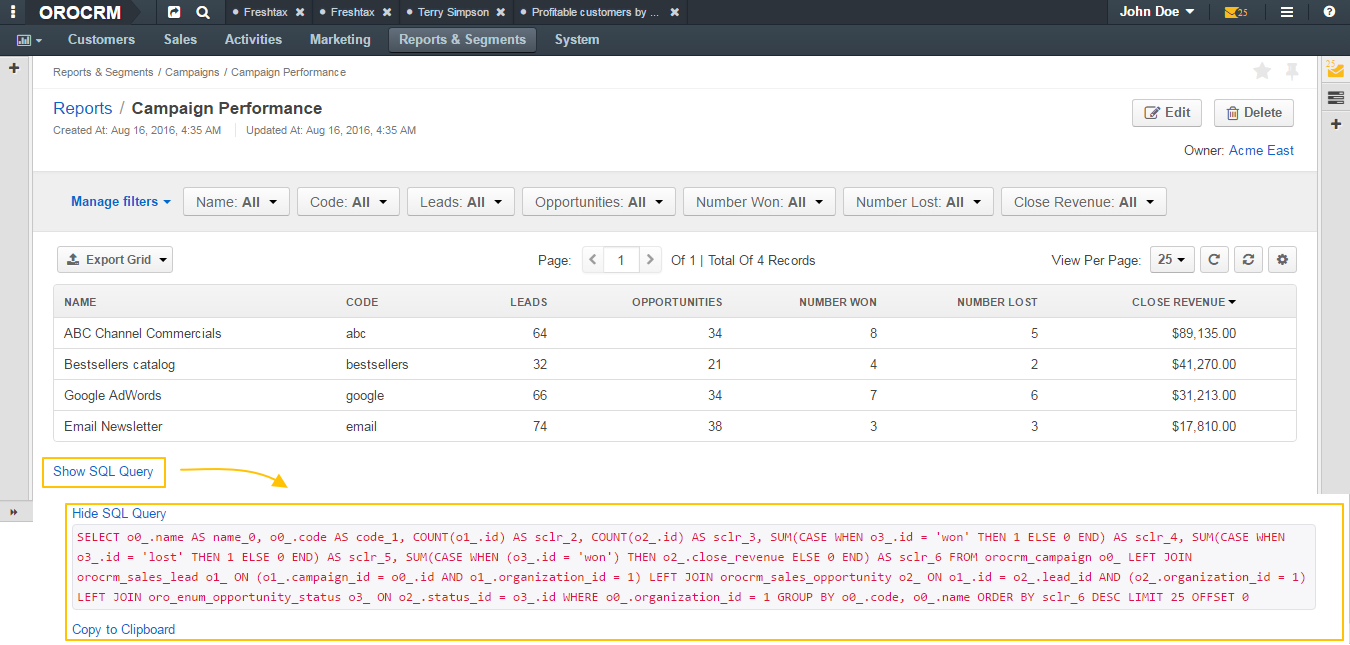 OROCRM
Freshtax × Freshtax × Terry Simpson × Profitable customers by ... ×
John Doe 25
Customers Sales Activities Marketing Reports & Segments System
Reports & Segments / Campaigns / Campaign Performance
25
Reports / Campaign Performance
Edit Delete
Created At: Aug 16, 2016, 4:35 AM Updated At: Aug 16, 2016, 4:35 AM
Owner: Acme East
Manage filters Name: All Code: All Leads: All Opportunities: All Number Won: All Number Lost: All Close Revenue: All
Export Grid Page: 1 Of 1 | Total Of 4 Records View Per Page: 25
NAME CODE LEADS OPPORTUNITIES NUMBER WON NUMBER LOST CLOSE REVENUE
ABC Channel Commercials abc 64 34 8 5 $89,135.00
Bestsellers catalog bestsellers 32 21 4 2 $41,270.00
Google AdWords google 66 34 7 6 $31,213.00
Email Newsletter email 74 38 3 3 $17,810.00
Show SQL Query
Hide SQL Query
SELECT o0_.name AS name_0, o0_.code AS code_1, COUNT(o1_.id) AS sclr_2, COUNT(o2_.id) AS sclr_3, SUM(CASE WHEN o3_.id = 'won' THEN 1 ELSE 0 END) AS sclr_4, SUM(CASE WHEN
o3_.id = 'lost' THEN 1 ELSE 0 END) AS sclr_5, SUM(CASE WHEN (o3_.id = 'won') THEN o2_.close_revenue ELSE 0 END) AS sclr_6 FROM orocrm_campaign o0_ LEFT JOIN
orocrm_sales_lead o1_ ON (o1_.campaign_id = o0_.id AND o1_.organization_id = 1) LEFT JOIN orocrm_sales_opportunity o2_ ON o1_.id = o2_.lead_id AND (o2_.organization_id = 1)
LEFT JOIN oro_enum_opportunity_status o3_ ON o2_.status_id = o3_.id WHERE o0_.organization_id = 1 GROUP BY o0_.code, o0_.name ORDER BY sclr_6 DESC LIMIT 25 OFFSET 0
Copy to Clipboard